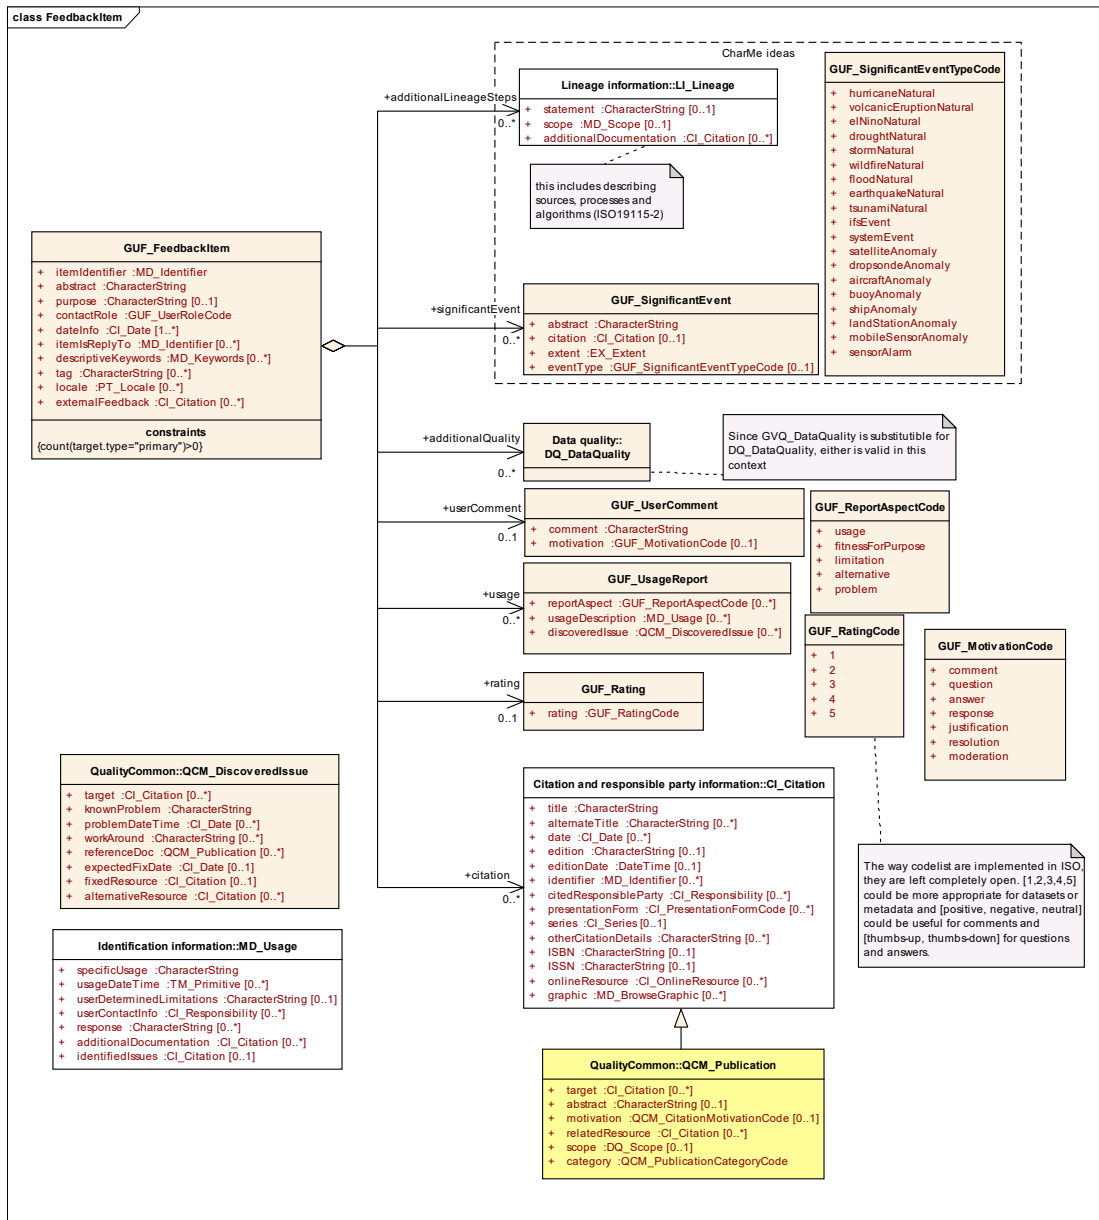 class FeedbackItem
CharMe ideas
Lineage information::LI_Lineage
+ statement :CharacterString [0..1]
+ scope :MD_Scope [0..1]
+ additionalDocumentation :CI_Citation [0..*]
+additionalLineageSteps
0..*
this includes describing
sources, processes and
algorithms (ISO19115-2)
GUF_SignificantEventTypeCode
+ hurricaneNatural
+ volcanicEruptionNatural
+ elNinoNatural
+ droughtNatural
+ stormNatural
+ wildfireNatural
+ floodNatural
+ earthquakeNatural
+ tsunamiNatural
+ ifsEvent
+ systemEvent
+ satelliteAnomaly
+ dropsondeAnomaly
+ aircraftAnomaly
+ buoyAnomaly
+ shipAnomaly
+ landStationAnomaly
+ mobileSensorAnomaly
+ sensorAlarm
GUF_FeedbackItem
+ itemIdentifier :MD_Identifier
+ abstract :CharacterString
+ purpose :CharacterString [0..1]
+ contactRole :GUF_UserRoleCode
+ dateInfo :CI_Date [1..*]
+ itemIsReplyTo :MD_Identifier [0..*]
+ descriptiveKeywords :MD_Keywords [0..*]
+ tag :CharacterString [0..*]
+ locale :PT_Locale [0..*]
+ externalFeedback :CI_Citation [0..*]
constraints
{count(target.type="primary")>0}
+significantEvent
0..*
GUF_SignificantEvent
+ abstract :CharacterString
+ citation :CI_Citation [0..1]
+ extent :EX_Extent
+ eventType :GUF_SignificantEventTypeCode [0..1]
+additionalQuality
0..*
Data quality::
DQ_DataQuality
Since GVQ_DataQuality is substitutible for
DQ_DataQuality, either is valid in this
context
+userComment
0..1
GUF_UserComment
+ comment :CharacterString
+ motivation :GUF_MotivationCode [0..1]
GUF_ReportAspectCode
+ usage
+ fitnessForPurpose
+ limitation
+ alternative
+ problem
+usage
0..*
GUF_UsageReport
+ reportAspect :GUF_ReportAspectCode [0..*]
+ usageDescription :MD_Usage [0..*]
+ discoveredIssue :QCM_DiscoveredIssue [0..*]
GUF_RatingCode
+ 1
+ 2
+ 3
+ 4
+ 5
GUF_MotivationCode
+ comment
+ question
+ answer
+ response
+ justification
+ resolution
+ moderation
+rating
0..1
GUF_Rating
+ rating :GUF_RatingCode
QualityCommon::QCM_DiscoveredIssue
+ target :CI_Citation [0..*]
+ knownProblem :CharacterString
+ problemDateTime :CI_Date [0..*]
+ workAround :CharacterString [0..*]
+ referenceDoc :QCM_Publication [0..*]
+ expectedFixDate :CI_Date [0..1]
+ fixedResource :CI_Citation [0..1]
+ alternativeResource :CI_Citation [0..*]
+citation
0..*
Citation and responsible party information::CI_Citation
+ title :CharacterString
+ alternateTitle :CharacterString [0..*]
+ date :CI_Date [0..*]
+ edition :CharacterString [0..1]
+ editionDate :DateTime [0..1]
+ identifier :MD_Identifier [0..*]
+ citedResponsibleParty :CI_Responsibility [0..*]
+ presentationForm :CI_PresentationFormCode [0..*]
+ series :CI_Series [0..1]
+ otherCitationDetails :CharacterString [0..*]
+ ISBN :CharacterString [0..1]
+ ISSN :CharacterString [0..1]
+ onlineResource :CI_OnlineResource [0..*]
+ graphic :MD_BrowseGraphic [0..*]
The way codelist are implemented in ISO,
they are left completely open. [1,2,3,4,5]
could be more appropriate for datasets or
metadata and [positive, negative, neutral]
could be useful for comments and
[thumbs-up, thumbs-down] for questions
and answers.
Identification information::MD_Usage
+ specificUsage :CharacterString
+ usageDateTime :TM_Primitive [0..*]
+ userDeterminedLimitations :CharacterString [0..1]
+ userContactInfo :CI_Responsibility [0..*]
+ response :CharacterString [0..*]
+ additionalDocumentation :CI_Citation [0..*]
+ identifiedIssues :CI_Citation [0..1]
QualityCommon::QCM_Publication
+ target :CI_Citation [0..*]
+ abstract :CharacterString [0..1]
+ motivation :QCM_CitationMotivationCode [0..1]
+ relatedResource :CI_Citation [0..*]
+ scope :DQ_Scope [0..1]
+ category :QCM_PublicationCategoryCode